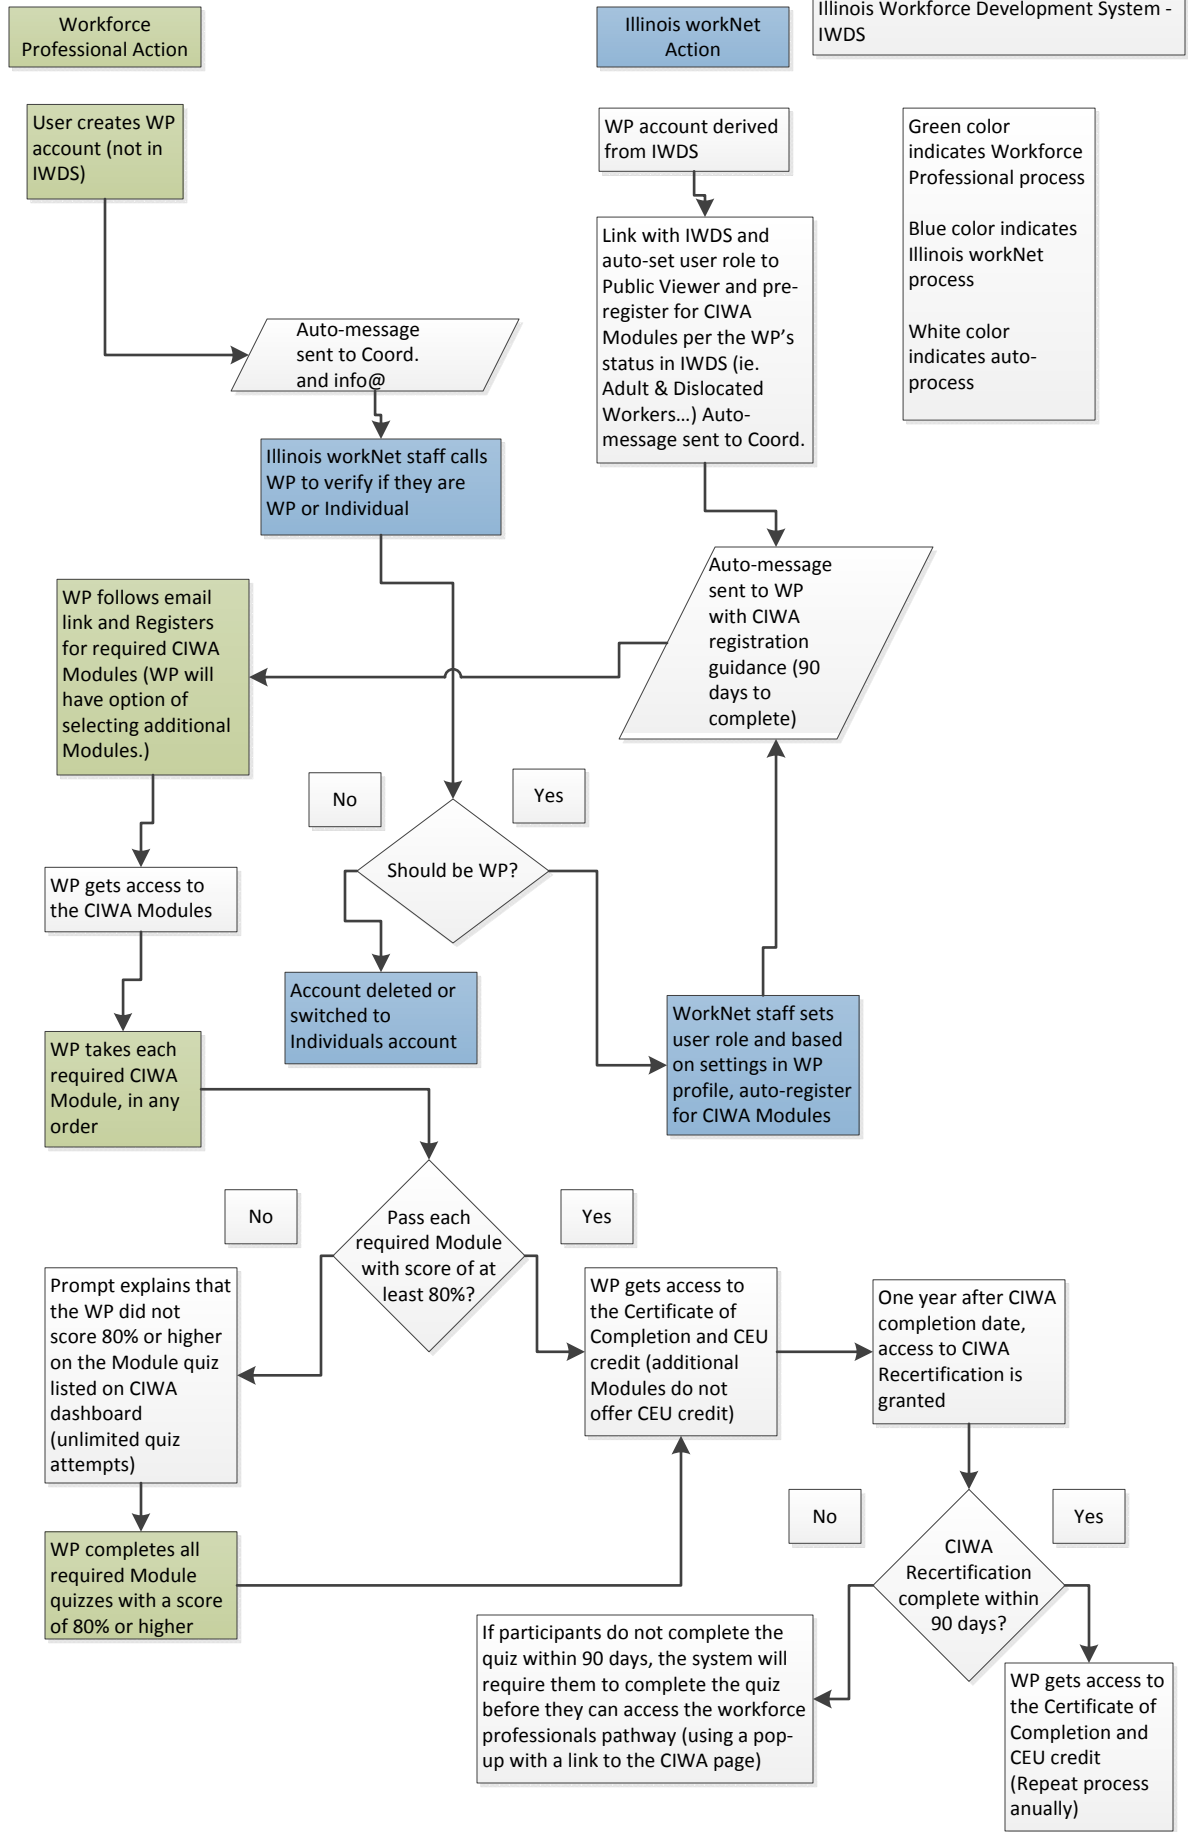 Workforce
Professional Action
Illinois workNet
Action
Illinois Workforce Development System -
IWDS
User creates WP
account (not in
IWDS)
WP account derived
from IWDS
Green color
indicates Workforce
Professional process
Blue color indicates
Illinois workNet
process
White color
indicates auto-
process
Link with IWDS and
auto-set user role to
Public Viewer and pre-
register for CIWA
Modules per the WP’s
status in IWDS (ie.
Adult & Dislocated
Workers…) Auto-
message sent to Coord.
Auto-message
sent to Coord.
and info@
Illinois workNet staff calls
WP to verify if they are
WP or Individual
Auto-message
sent to WP
with CIWA
registration
guidance (90
days to
complete)
WP follows email
link and Registers
for required CIWA
Modules (WP will
have option of
selecting additional
Modules.)
No
Yes
Should be WP?
WP gets access to
the CIWA Modules
Account deleted or
switched to
Individuals account
WorkNet staff sets
user role and based
on settings in WP
profile, auto-register
for CIWA Modules
WP takes each
required CIWA
Module, in any
order
No
Yes
Pass each
required Module
with score of at
least 80%?
Prompt explains that
the WP did not
score 80% or higher
on the Module quiz
listed on CIWA
dashboard
(unlimited quiz
attempts)
WP gets access to
the Certificate of
Completion and CEU
credit (additional
Modules do not
offer CEU credit)
One year after CIWA
completion date,
access to CIWA
Recertification is
granted
No
Yes
CIWA
Recertification
complete within
90 days?
WP completes all
required Module
quizzes with a score
of 80% or higher
If participants do not complete the
quiz within 90 days, the system will
require them to complete the quiz
before they can access the workforce
professionals pathway (using a pop-
up with a link to the CIWA page)
WP gets access to
the Certificate of
Completion and
CEU credit
(Repeat process
anually)